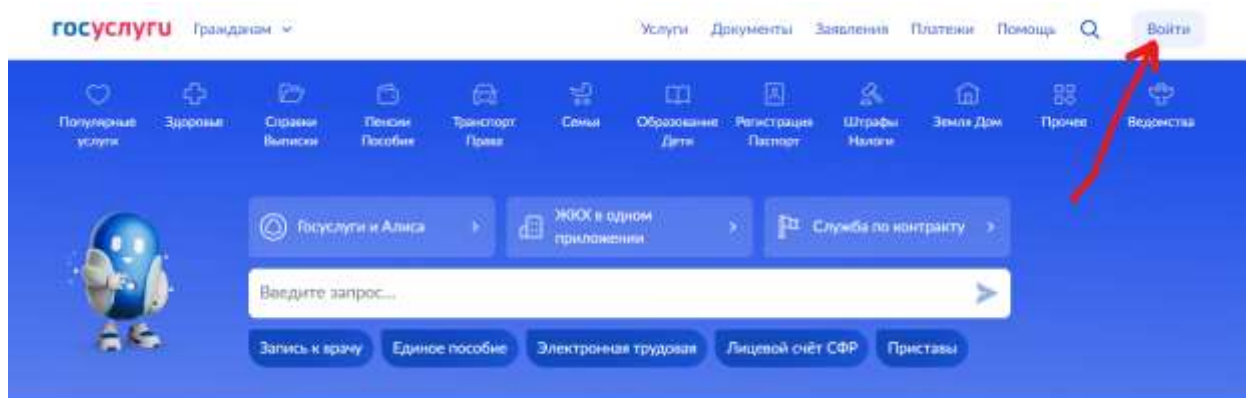 госуслуги Гражданам Услуги Документы Заявления Платежи Помощь Войти
Популярные услуги
Здоровье
Справки Выписки
Пенсии Пособия
Транспорт Права
Семья
Образование Дети
Регистрация Паспорт
Штрафы Налоги
Земля Дом
Прочее
Ведомства
Госуслуги и Алиса
ЖКХ в одном
приложении
Служба по контракту
Введите запрос...
Запись к врачу Единое пособие Электронная трудовая Лицевой счёт СФР Приставы